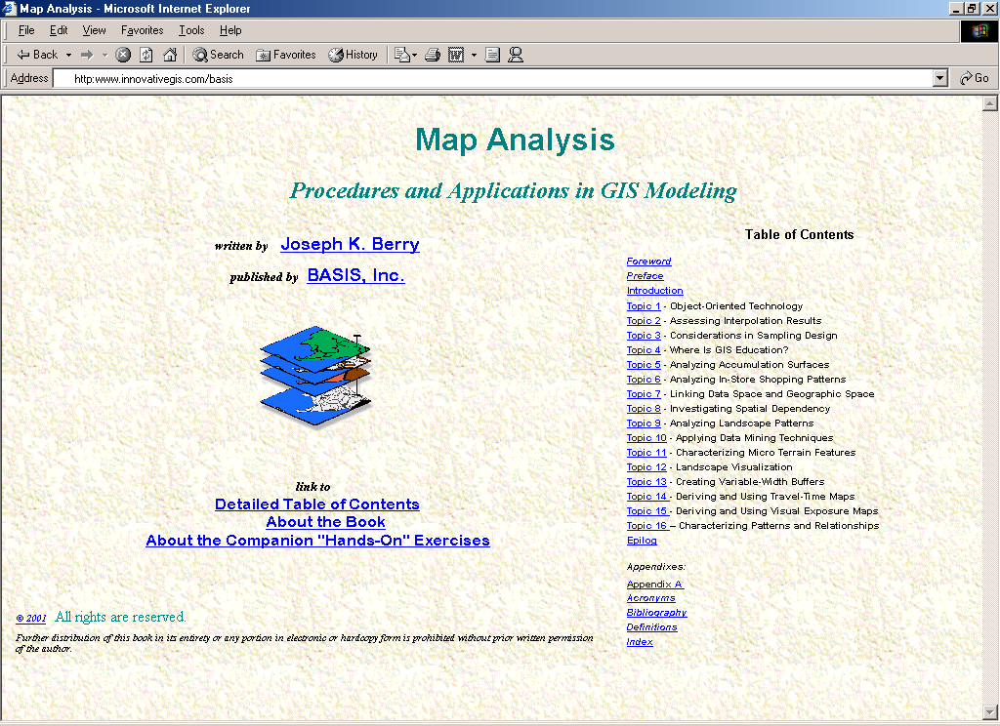 Map Analysis - Microsoft Internet Explorer
File Edit View Favorites Tools Help
Back Search Favorites History
Address http:www.innovativegis.com/basis Go
Map Analysis
Procedures and Applications in GIS Modeling
written by Joseph K. Berry
published by BASIS, Inc.
link to
Detailed Table of Contents
About the Book
About the Companion "Hands-On" Exercises
© 2001 All rights are reserved.
Further distribution of this book in its entirety or any portion in electronic or hardcopy form is prohibited without prior written permission
of the author.
Table of Contents
Foreword
Preface
Introduction
Topic 1 - Object-Oriented Technology
Topic 2 - Assessing Interpolation Results
Topic 3 - Considerations in Sampling Design
Topic 4 - Where Is GIS Education?
Topic 5 - Analyzing Accumulation Surfaces
Topic 6 - Analyzing In-Store Shopping Patterns
Topic 7 - Linking Data Space and Geographic Space
Topic 8 - Investigating Spatial Dependency
Topic 9 - Analyzing Landscape Patterns
Topic 10 - Applying Data Mining Techniques
Topic 11 - Characterizing Micro Terrain Features
Topic 12 - Landscape Visualization
Topic 13 - Creating Variable-Width Buffers
Topic 14 - Deriving and Using Travel-Time Maps
Topic 15 - Deriving and Using Visual Exposure Maps
Topic 16 – Characterizing Patterns and Relationships
Epilog
Appendixes:
Appendix A
Acronyms
Bibliography
Definitions
Index